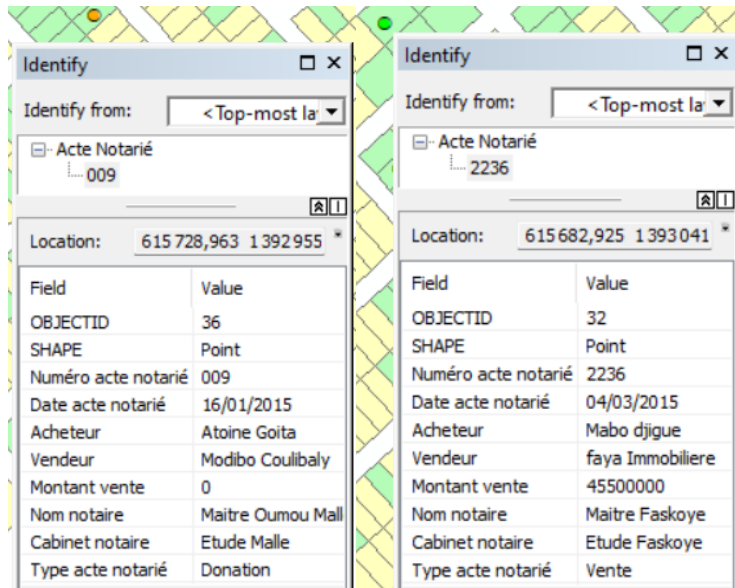 Identify
Identify from: <Top-most la
Acte Notarié
009
Location: 615 728,963 1 392 955
Field Value
OBJECTID 36
SHAPE Point
Numéro acte notarié 009
Date acte notarié 16/01/2015
Acheteur Atoine Goita
Vendeur Modibo Coulibaly
Montant vente 0
Nom notaire Maitre Oumou Mall
Cabinet notaire Etude Malle
Type acte notarié Donation
Identify
Identify from: <Top-most la
Acte Notarié
2236
Location: 615 682,925 1 393 041
Field Value
OBJECTID 32
SHAPE Point
Numéro acte notarié 2236
Date acte notarié 04/03/2015
Acheteur Mabo djigue
Vendeur faya Immobiliere
Montant vente 45500000
Nom notaire Maitre Faskoye
Cabinet notaire Etude Faskoye
Type acte notarié Vente